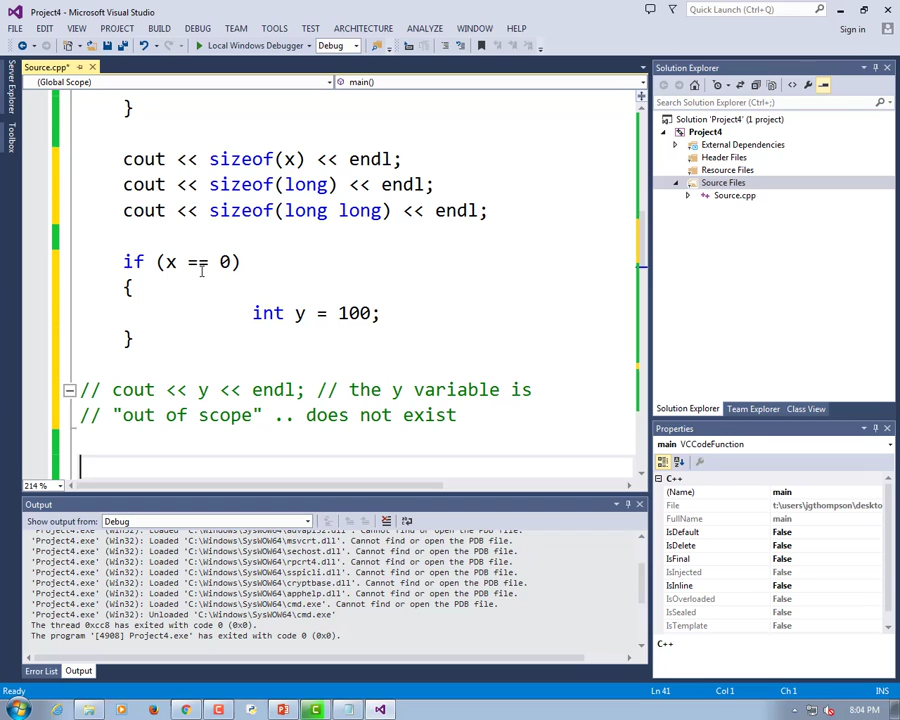 Project4 - Microsoft Visual Studio
Quick Launch (Ctrl+Q)
FILE EDIT VIEW PROJECT BUILD DEBUG TEAM TOOLS TEST ARCHITECTURE ANALYZE WINDOW HELP
Sign in
Local Windows Debugger Debug
Server Explorer
Toolbox
Source.cpp*
(Global Scope) main()
}
cout << sizeof(x) << endl;
cout << sizeof(long) << endl;
cout << sizeof(long long) << endl;
if (x == 0)
{
int y = 100;
}
// cout << y << endl; // the y variable is
// "out of scope" .. does not exist
214 %
Solution Explorer
Search Solution Explorer (Ctrl+;)
Solution 'Project4' (1 project)
Project4
External Dependencies
Header Files
Resource Files
Source Files
Source.cpp
Solution Explorer Team Explorer Class View
Properties
main VCCodeFunction
C++
(Name) main
File t:\users\jgthompson\deskto
FullName main
IsDefault False
IsDelete False
IsFinal False
IsInjected False
IsInline False
IsOverloaded False
IsSealed False
IsTemplate False
C++
Output
Show output from: Debug
'Project4.exe' (Win32): Loaded 'C:\Windows\SysWOW64\msvcrt.dll'. Cannot find or open the PDB file.
'Project4.exe' (Win32): Loaded 'C:\Windows\SysWOW64\sechost.dll'. Cannot find or open the PDB file.
'Project4.exe' (Win32): Loaded 'C:\Windows\SysWOW64\rpcrt4.dll'. Cannot find or open the PDB file.
'Project4.exe' (Win32): Loaded 'C:\Windows\SysWOW64\sspicli.dll'. Cannot find or open the PDB file.
'Project4.exe' (Win32): Loaded 'C:\Windows\SysWOW64\cryptbase.dll'. Cannot find or open the PDB file.
'Project4.exe' (Win32): Loaded 'C:\Windows\SysWOW64\apphelp.dll'. Cannot find or open the PDB file.
'Project4.exe' (Win32): Loaded 'C:\Windows\SysWOW64\cmd.exe'. Cannot find or open the PDB file.
'Project4.exe' (Win32): Unloaded 'C:\Windows\SysWOW64\cmd.exe'
The thread 0xcc8 has exited with code 0 (0x0).
The program '[4908] Project4.exe' has exited with code 0 (0x0).
Error List Output
Ready Ln 41 Col 1 Ch 1 INS
8:04 PM